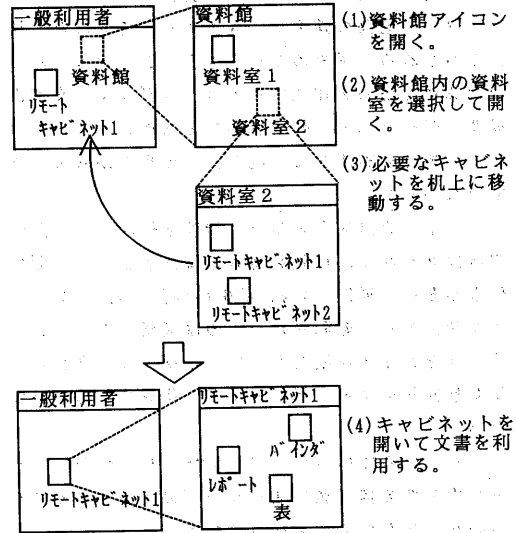 一般利用者
資料館
リモート
キャビネット1
資料館
資料室1
資料室2
(1)資料館アイコン
を開く。
(2)資料館内の資料
室を選択して開
く。
(3)必要なキャビネ
ットを机上に移
動する。
資料室2
リモートキャビネット1
リモートキャビネット2
一般利用者
リモートキャビネット1
リモートキャビネット1
バインダ
レポート
表
(4)キャビネットを
開いて文書を利
用する。